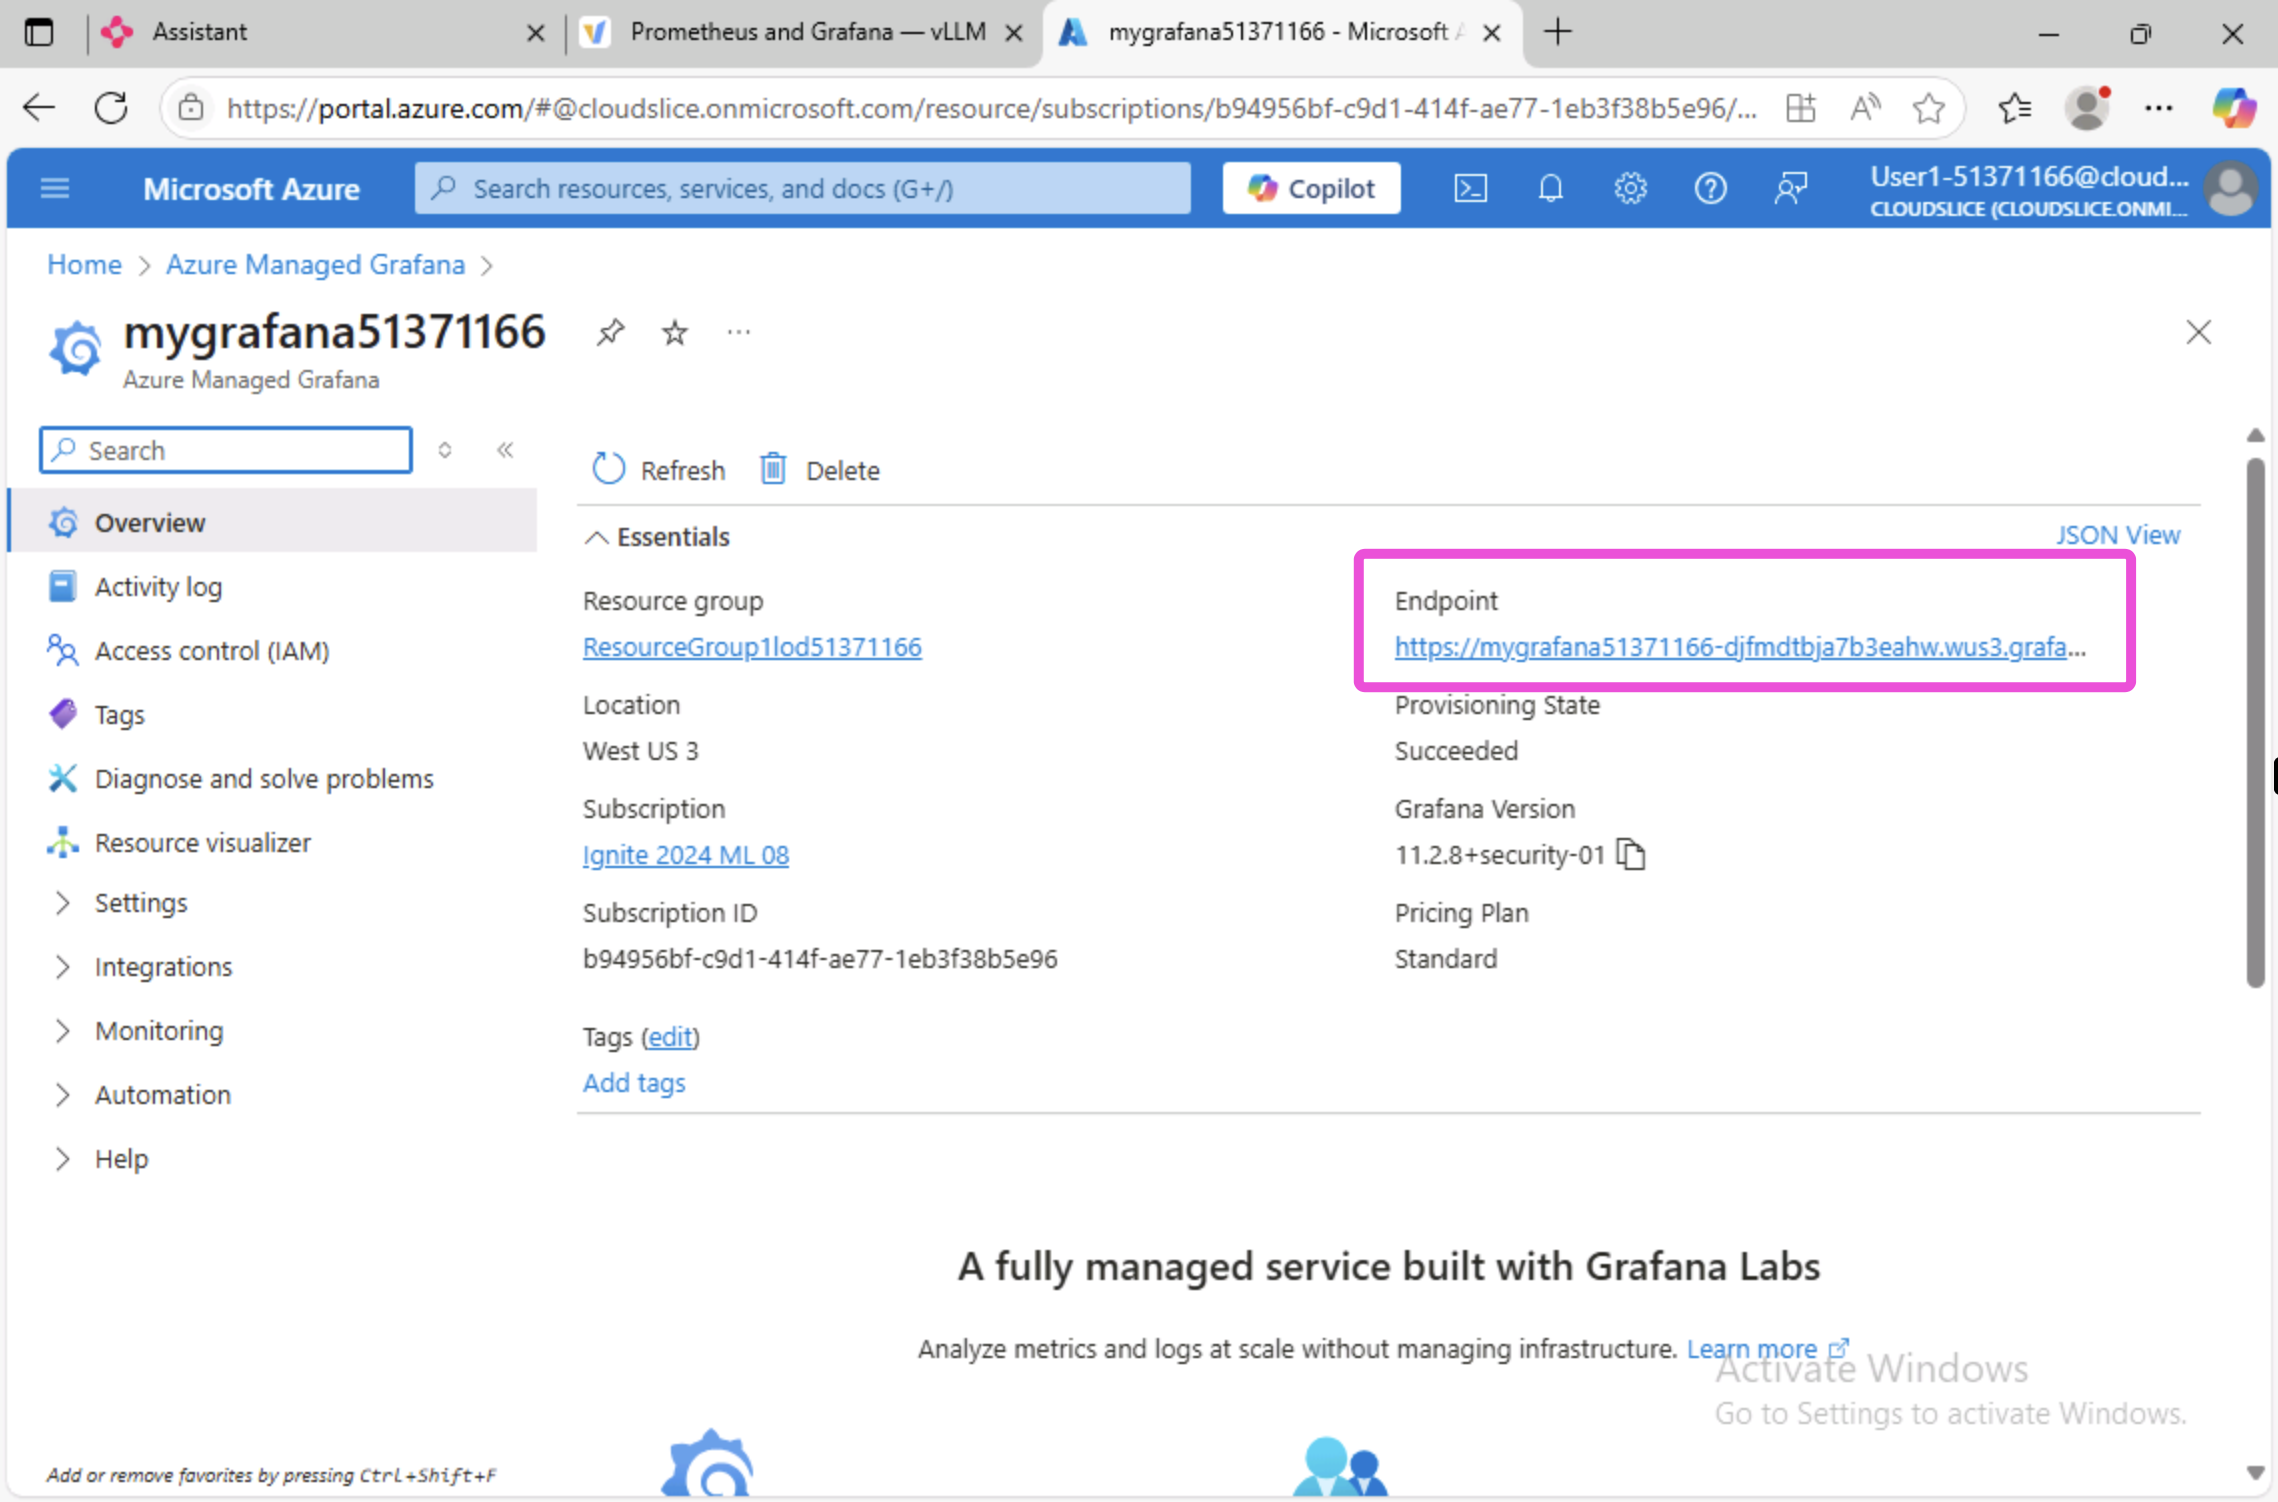 Assistant
Prometheus and Grafana — vLLM
mygrafana51371166 - Microsoft
https://portal.azure.com/#@cloudslice.onmicrosoft.com/resource/subscriptions/b94956bf-c9d1-414f-ae77-1eb3f38b5e96/...
Microsoft Azure
Search resources, services, and docs (G+/)
Copilot
User1-51371166@cloud...
CLOUDSLICE (CLOUDSLICE.ONMI...
Home > Azure Managed Grafana >
mygrafana51371166
Azure Managed Grafana
Search
Refresh
Delete
Overview
Activity log
Access control (IAM)
Tags
Diagnose and solve problems
Resource visualizer
Settings
Integrations
Monitoring
Automation
Help
Essentials
JSON View
Resource group
ResourceGroup1lod51371166
Location
West US 3
Subscription
Ignite 2024 ML 08
Subscription ID
b94956bf-c9d1-414f-ae77-1eb3f38b5e96
Endpoint
https://mygrafana51371166-djfmdtbja7b3eahw.wus3.grafa...
Provisioning State
Succeeded
Grafana Version
11.2.8+security-01
Pricing Plan
Standard
Tags (edit)
Add tags
A fully managed service built with Grafana Labs
Analyze metrics and logs at scale without managing infrastructure. Learn more
Activate Windows
Go to Settings to activate Windows.
Add or remove favorites by pressing Ctrl+Shift+F